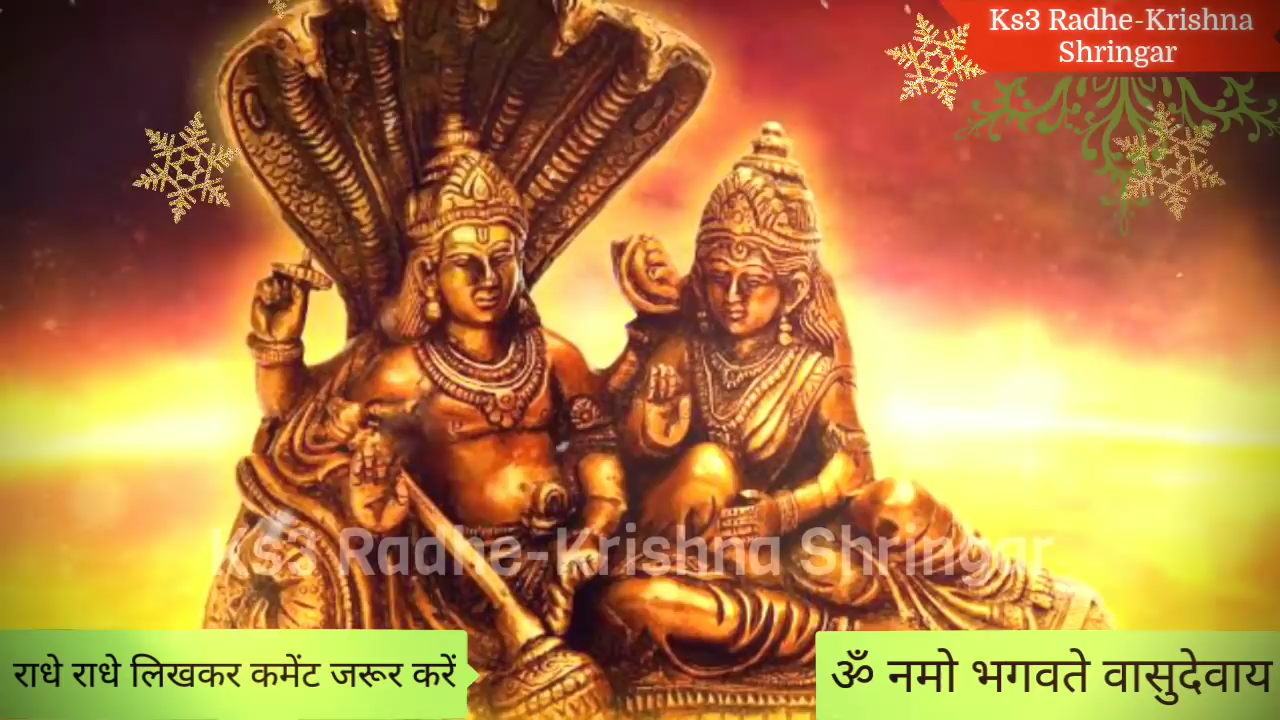 Ks3 Radhe-Krishna
Shringar
Ks3 Radhe-Krishna Shringar
राधे राधे लिखकर कमेंट जरूर करें
ॐ नमो भगवते वासुदेवाय